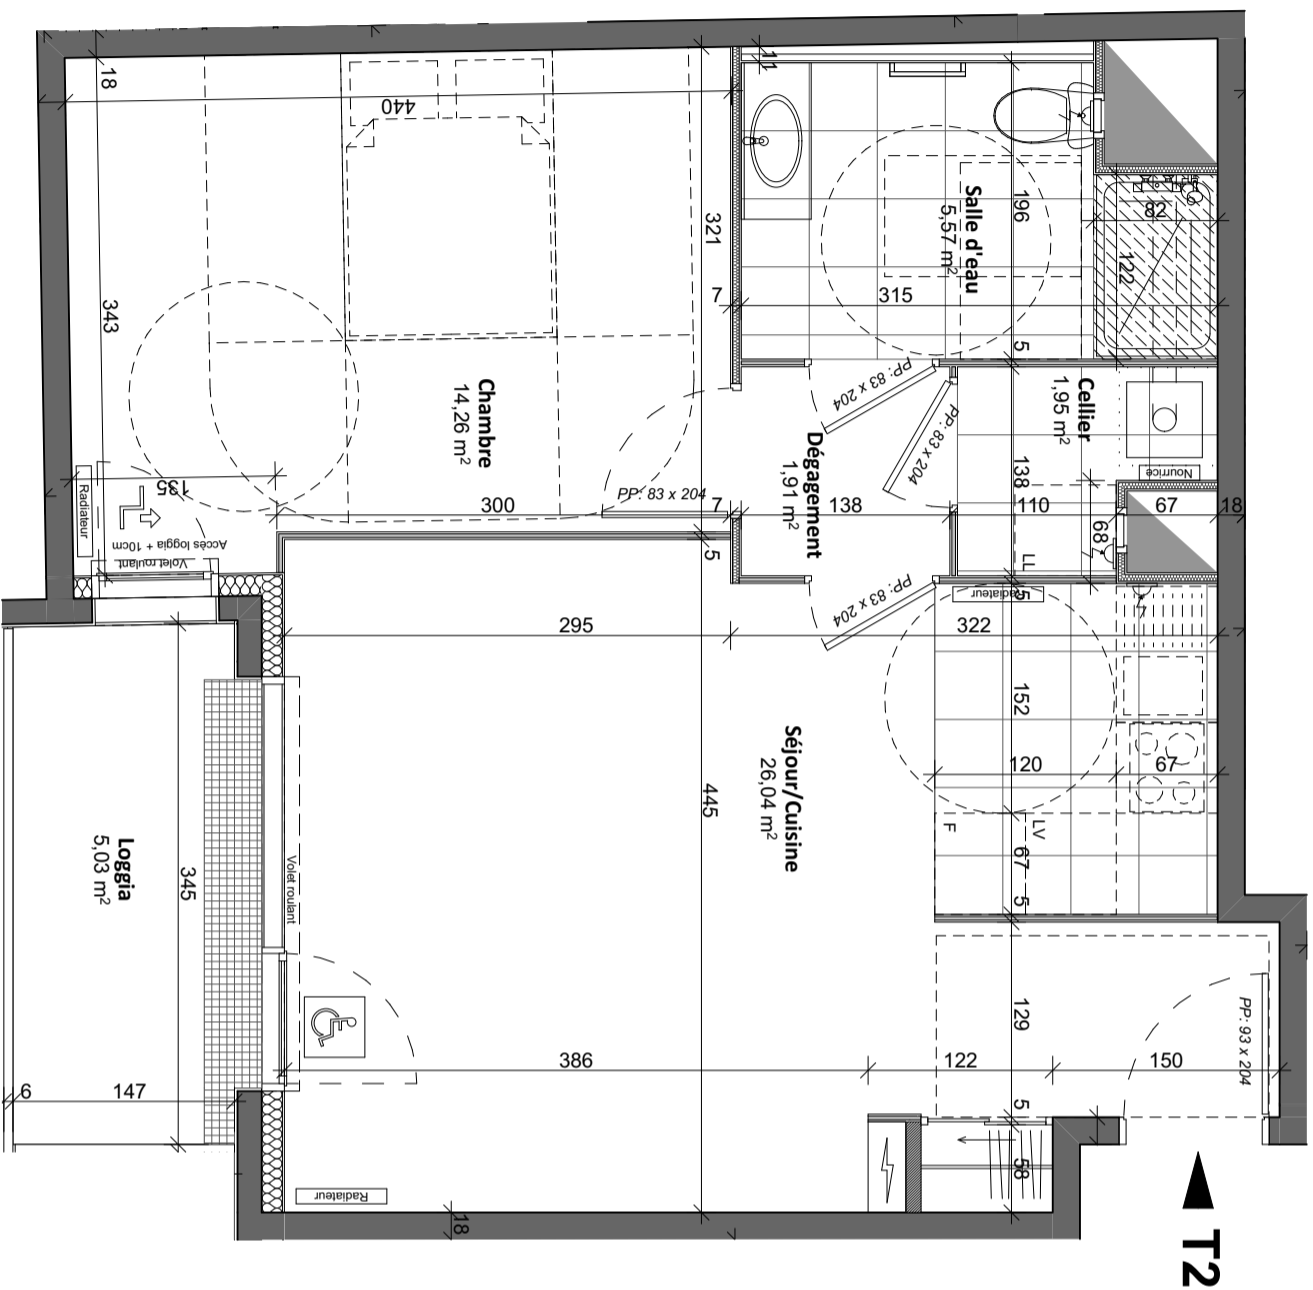 18
440
321
343
Chambre
14,26 m²
135
Radiateur
Accès loggia + 10cm
Volet roulant
300
PP: 83 x 204
7
5
11
Salle d'eau
5,57 m²
196
82
122
315
7
5
PP: 83 x 204
PP: 83 x 204
Cellier
1,95 m²
Nourrice
138
110
67
18
68
LL
Dégagement
1,91 m²
138
7
PP: 83 x 204
Radiateur
5
295
322
152
120
67
Séjour/Cuisine
26,04 m²
445
F
LV
67
5
Loggia
5,03 m²
345
Volet roulant
6
147
386
122
150
129
5
58
PP: 93 x 204
Radiateur
18
T2